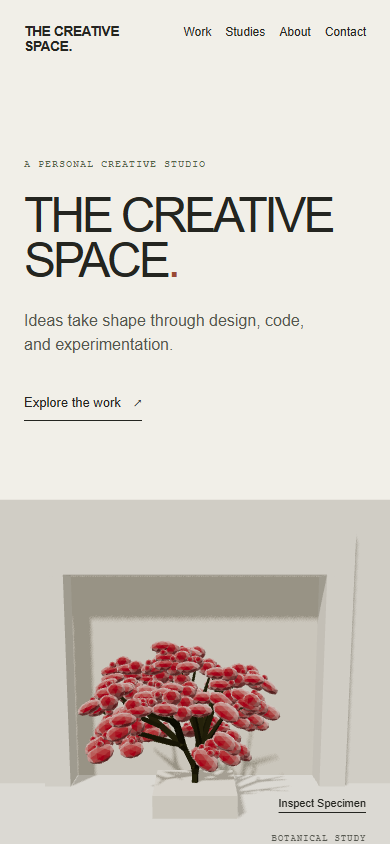 THE CREATIVE
SPACE.
Work Studies About Contact
A PERSONAL CREATIVE STUDIO
THE CREATIVE
SPACE.
Ideas take shape through design, code,
and experimentation.
Explore the work ↗
Inspect Specimen
BOTANICAL STUDY